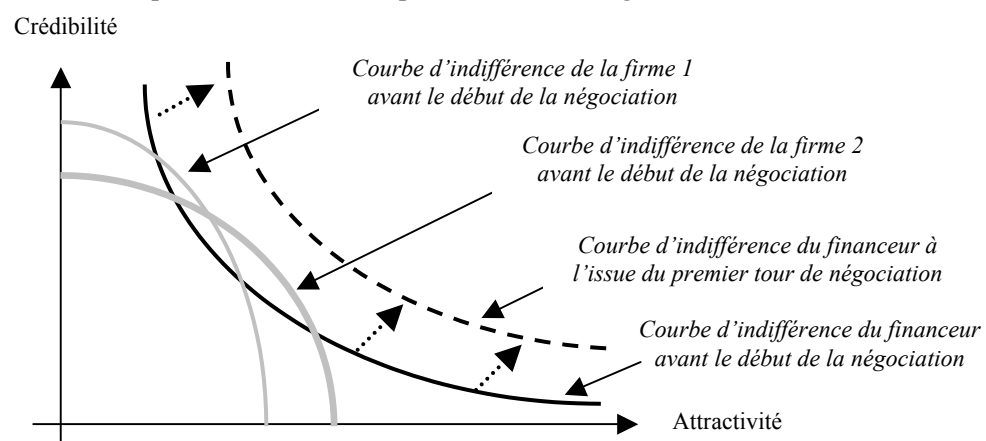 Crédibilité
Courbe d'indifférence de la firme 1
avant le début de la négociation
Courbe d'indifférence de la firme 2
avant le début de la négociation
Courbe d'indifférence du financeur à
l'issue du premier tour de négociation
Courbe d'indifférence du financeur
avant le début de la négociation
Attractivité